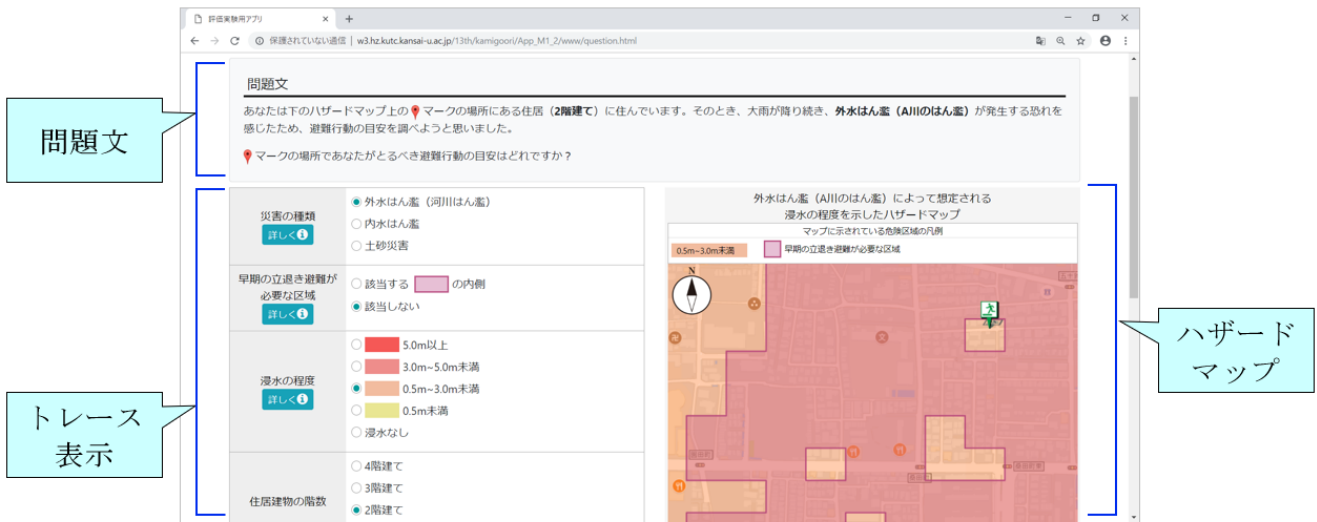 評価実験用アプリ
保護されていない通信 | w3.hz.kutc.kansai-u.ac.jp/13th/kamigoori/App_M1_2/www/question.html
問題文
問題文
あなたは下のハザードマップ上の マークの場所にある住居（2階建て）に住んでいます。そのとき、大雨が降り続き、外水はん濫（A川のはん濫）が発生する恐れを
感じたため、避難行動の目安を調べようと思いました。
マークの場所であなたがとるべき避難行動の目安はどれですか？
災害の種類
詳しく
外水はん濫（河川はん濫）
内水はん濫
土砂災害
早期の立退き避難が
必要な区域
詳しく
該当する の内側
該当しない
浸水の程度
詳しく
5.0m以上
3.0m~5.0m未満
0.5m~3.0m未満
0.5m未満
浸水なし
住居建物の階数
4階建て
3階建て
2階建て
トレース
表示
外水はん濫（A川のはん濫）によって想定される
浸水の程度を示したハザードマップ
マップに示されている危険区域の凡例
0.5m~3.0m未満
早期の立退き避難が必要な区域
N
ハザード
マップ